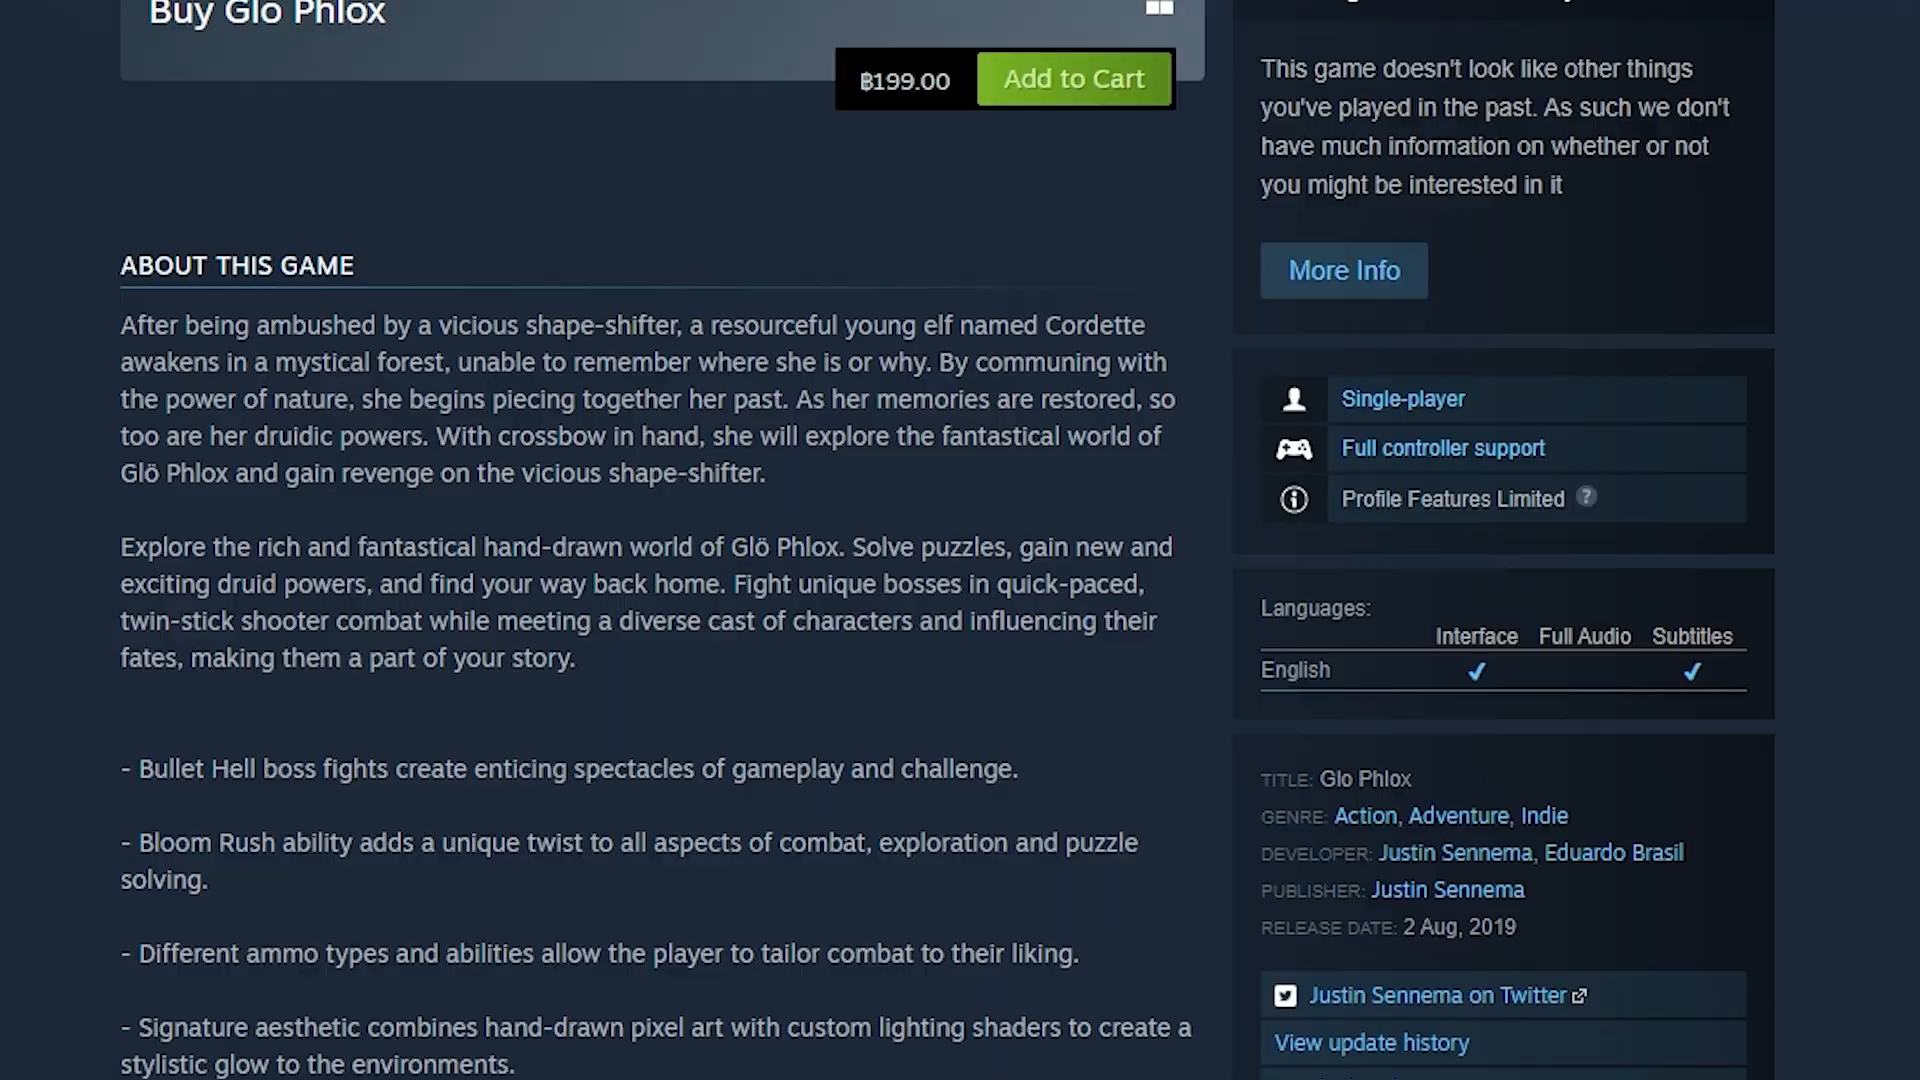 Buy Glo Phlox
฿199.00
Add to Cart
ABOUT THIS GAME
After being ambushed by a vicious shape-shifter, a resourceful young elf named Cordette
awakens in a mystical forest, unable to remember where she is or why. By communing with
the power of nature, she begins piecing together her past. As her memories are restored, so
too are her druidic powers. With crossbow in hand, she will explore the fantastical world of
Glö Phlox and gain revenge on the vicious shape-shifter.
Explore the rich and fantastical hand-drawn world of Glö Phlox. Solve puzzles, gain new and
exciting druid powers, and find your way back home. Fight unique bosses in quick-paced,
twin-stick shooter combat while meeting a diverse cast of characters and influencing their
fates, making them a part of your story.
- Bullet Hell boss fights create enticing spectacles of gameplay and challenge.
- Bloom Rush ability adds a unique twist to all aspects of combat, exploration and puzzle
solving.
- Different ammo types and abilities allow the player to tailor combat to their liking.
- Signature aesthetic combines hand-drawn pixel art with custom lighting shaders to create a
stylistic glow to the environments.
This game doesn't look like other things
you've played in the past. As such we don't
have much information on whether or not
you might be interested in it
More Info
Single-player
Full controller support
Profile Features Limited ?
Languages:
Interface Full Audio Subtitles
English ✔ ✔
TITLE: Glo Phlox
GENRE: Action, Adventure, Indie
DEVELOPER: Justin Sennema, Eduardo Brasil
PUBLISHER: Justin Sennema
RELEASE DATE: 2 Aug, 2019
Justin Sennema on Twitter
View update history